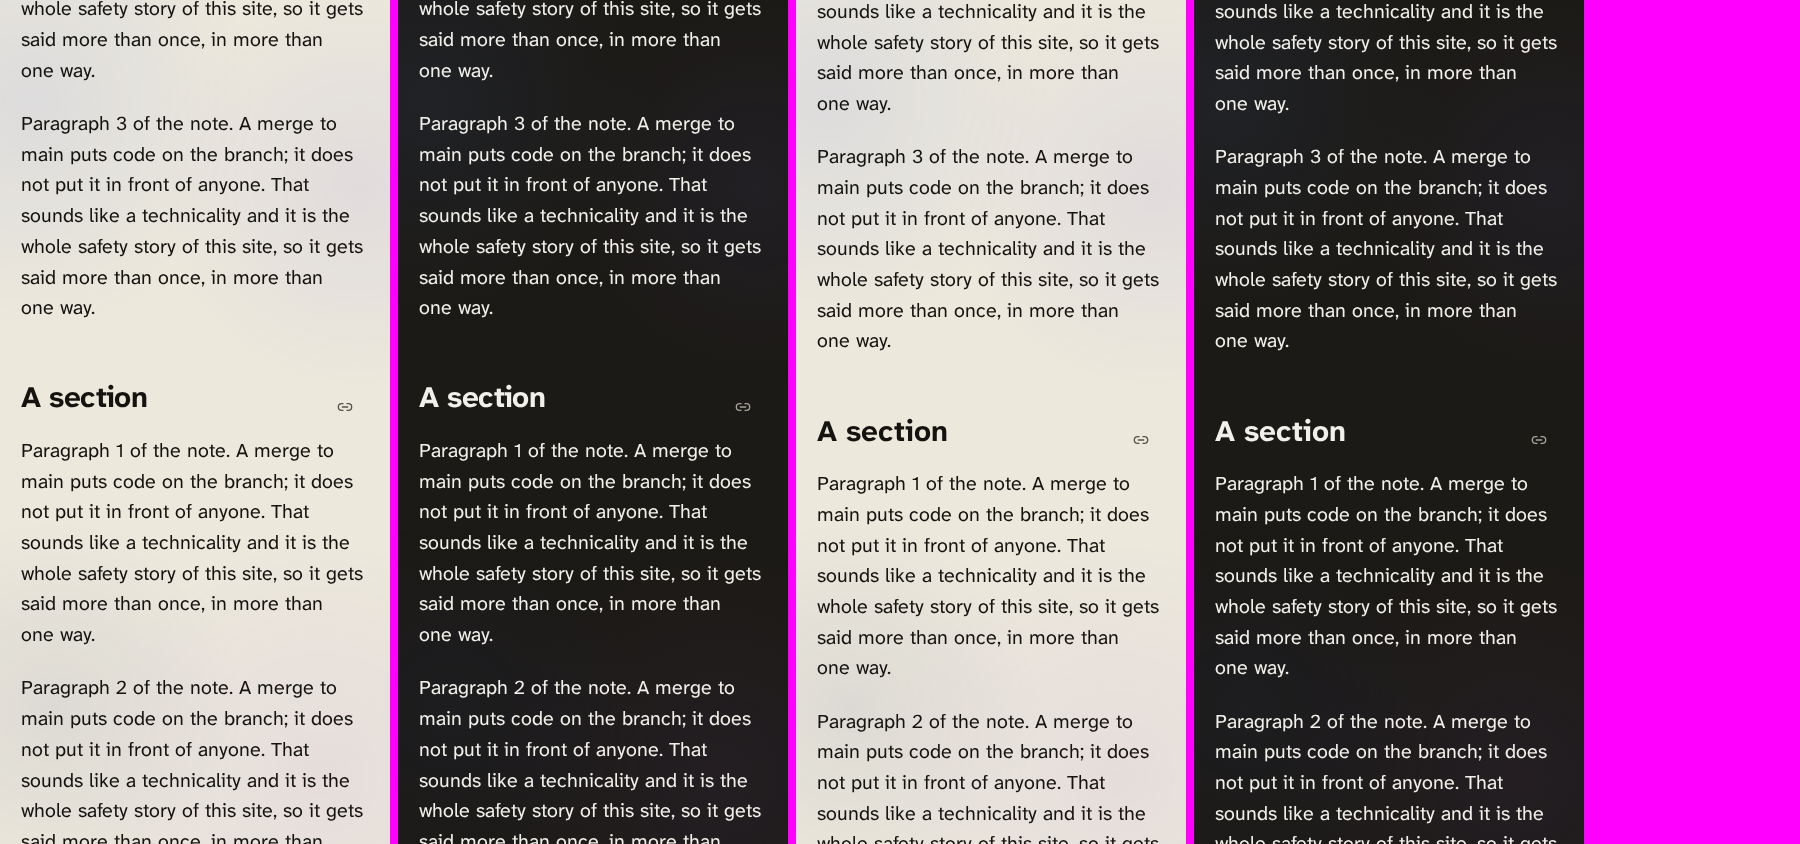 whole safety story of this site, so it gets
said more than once, in more than
one way.
Paragraph 3 of the note. A merge to
main puts code on the branch; it does
not put it in front of anyone. That
sounds like a technicality and it is the
whole safety story of this site, so it gets
said more than once, in more than
one way.
A section
Paragraph 1 of the note. A merge to
main puts code on the branch; it does
not put it in front of anyone. That
sounds like a technicality and it is the
whole safety story of this site, so it gets
said more than once, in more than
one way.
Paragraph 2 of the note. A merge to
main puts code on the branch; it does
not put it in front of anyone. That
sounds like a technicality and it is the
whole safety story of this site, so it gets
said more than once, in more than
whole safety story of this site, so it gets
said more than once, in more than
one way.
Paragraph 3 of the note. A merge to
main puts code on the branch; it does
not put it in front of anyone. That
sounds like a technicality and it is the
whole safety story of this site, so it gets
said more than once, in more than
one way.
A section
Paragraph 1 of the note. A merge to
main puts code on the branch; it does
not put it in front of anyone. That
sounds like a technicality and it is the
whole safety story of this site, so it gets
said more than once, in more than
one way.
Paragraph 2 of the note. A merge to
main puts code on the branch; it does
not put it in front of anyone. That
sounds like a technicality and it is the
whole safety story of this site, so it gets
said more than once, in more than
sounds like a technicality and it is the
whole safety story of this site, so it gets
said more than once, in more than
one way.
Paragraph 3 of the note. A merge to
main puts code on the branch; it does
not put it in front of anyone. That
sounds like a technicality and it is the
whole safety story of this site, so it gets
said more than once, in more than
one way.
A section
Paragraph 1 of the note. A merge to
main puts code on the branch; it does
not put it in front of anyone. That
sounds like a technicality and it is the
whole safety story of this site, so it gets
said more than once, in more than
one way.
Paragraph 2 of the note. A merge to
main puts code on the branch; it does
not put it in front of anyone. That
sounds like a technicality and it is the
whole safety story of this site, so it gets
sounds like a technicality and it is the
whole safety story of this site, so it gets
said more than once, in more than
one way.
Paragraph 3 of the note. A merge to
main puts code on the branch; it does
not put it in front of anyone. That
sounds like a technicality and it is the
whole safety story of this site, so it gets
said more than once, in more than
one way.
A section
Paragraph 1 of the note. A merge to
main puts code on the branch; it does
not put it in front of anyone. That
sounds like a technicality and it is the
whole safety story of this site, so it gets
said more than once, in more than
one way.
Paragraph 2 of the note. A merge to
main puts code on the branch; it does
not put it in front of anyone. That
sounds like a technicality and it is the
whole safety story of this site, so it gets